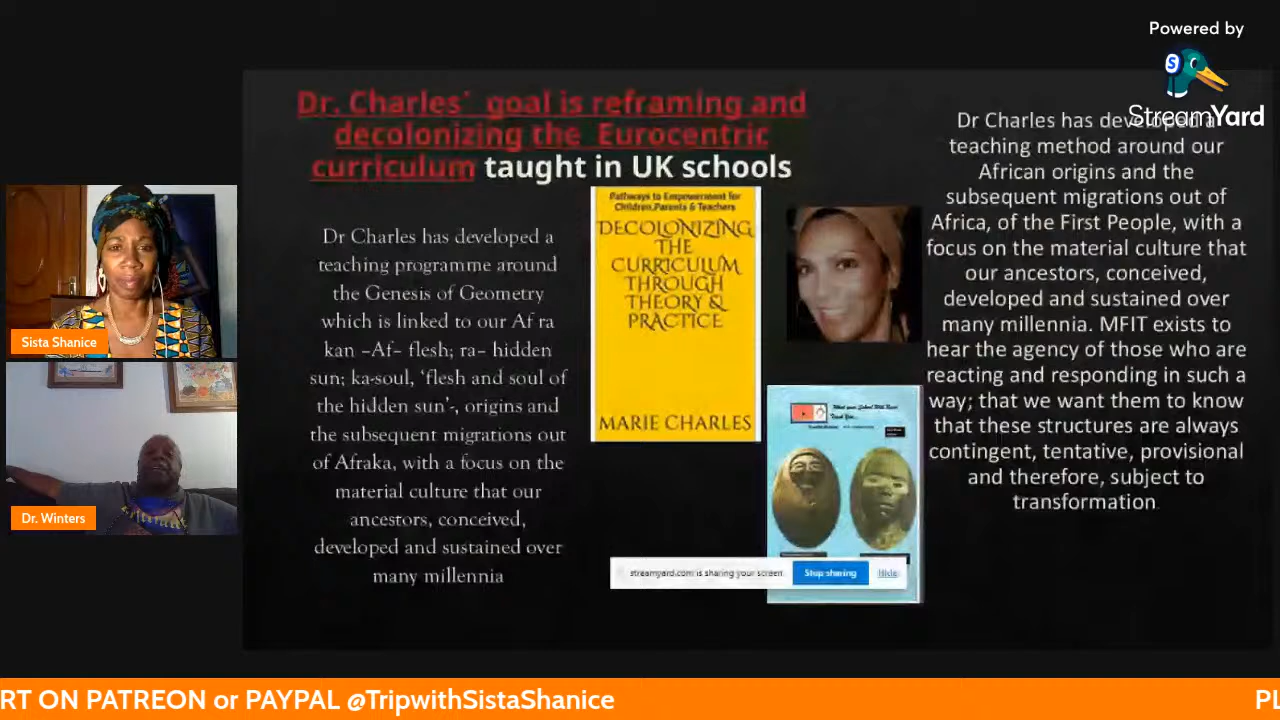 Powered by
StreamYard
Dr. Charles' goal is reframing and
decolonizing the Eurocentric
curriculum taught in UK schools
Dr Charles has developed a
teaching programme around
the Genesis of Geometry
which is linked to our Af ra
kan –Af– flesh; ra– hidden
sun; ka-soul, ‘flesh and soul of
the hidden sun’-, origins and
the subsequent migrations out
of Afraka, with a focus on the
material culture that our
ancestors, conceived,
developed and sustained over
many millennia
Pathways to Empowerment for
Children,Parents & Teachers
DECOLONIZING
THE
CURRICULUM
THROUGH
THEORY &
PRACTICE
MARIE CHARLES
What your School Will Never
Teach You...
Dr Charles has developed a
teaching method around our
African origins and the
subsequent migrations out of
Africa, of the First People, with a
focus on the material culture that
our ancestors, conceived,
developed and sustained over
many millennia. MFIT exists to
hear the agency of those who are
reacting and responding in such a
way; that we want them to know
that these structures are always
contingent, tentative, provisional
and therefore, subject to
transformation
Sista Shanice
Dr. Winters
streamyard.com is sharing your screen.
Stop sharing
Hide
RT ON PATREON or PAYPAL @TripwithSistaShanice
PL